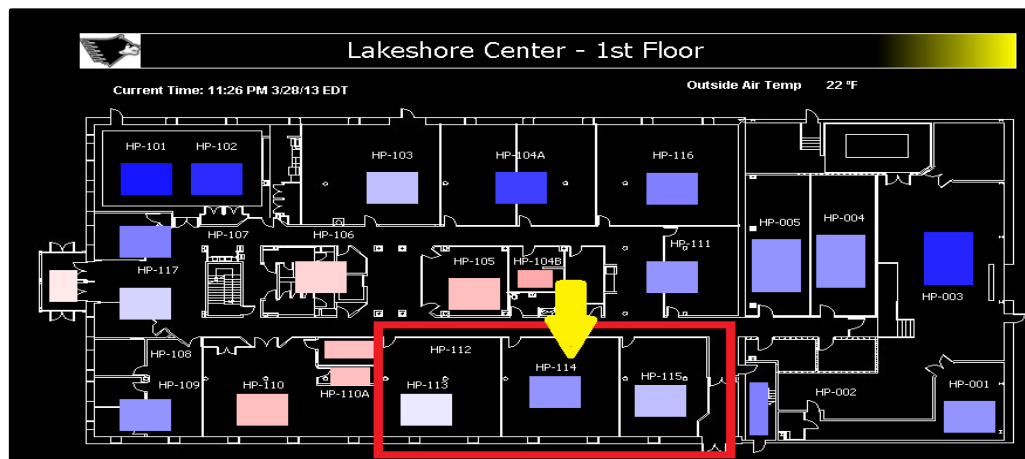 Lakeshore Center - 1st Floor
Current Time: 11:26 PM 3/28/13 EDT
Outside Air Temp 22 ºF
HP-101
HP-102
HP-103
HP-104A
HP-116
HP-005
HP-004
HP-107
HP-106
HP-111
HP-117
HP-105
HP-104B
HP-003
HP-108
HP-112
HP-109
HP-110
HP-113
HP-114
HP-115
HP-110A
HP-002
HP-001